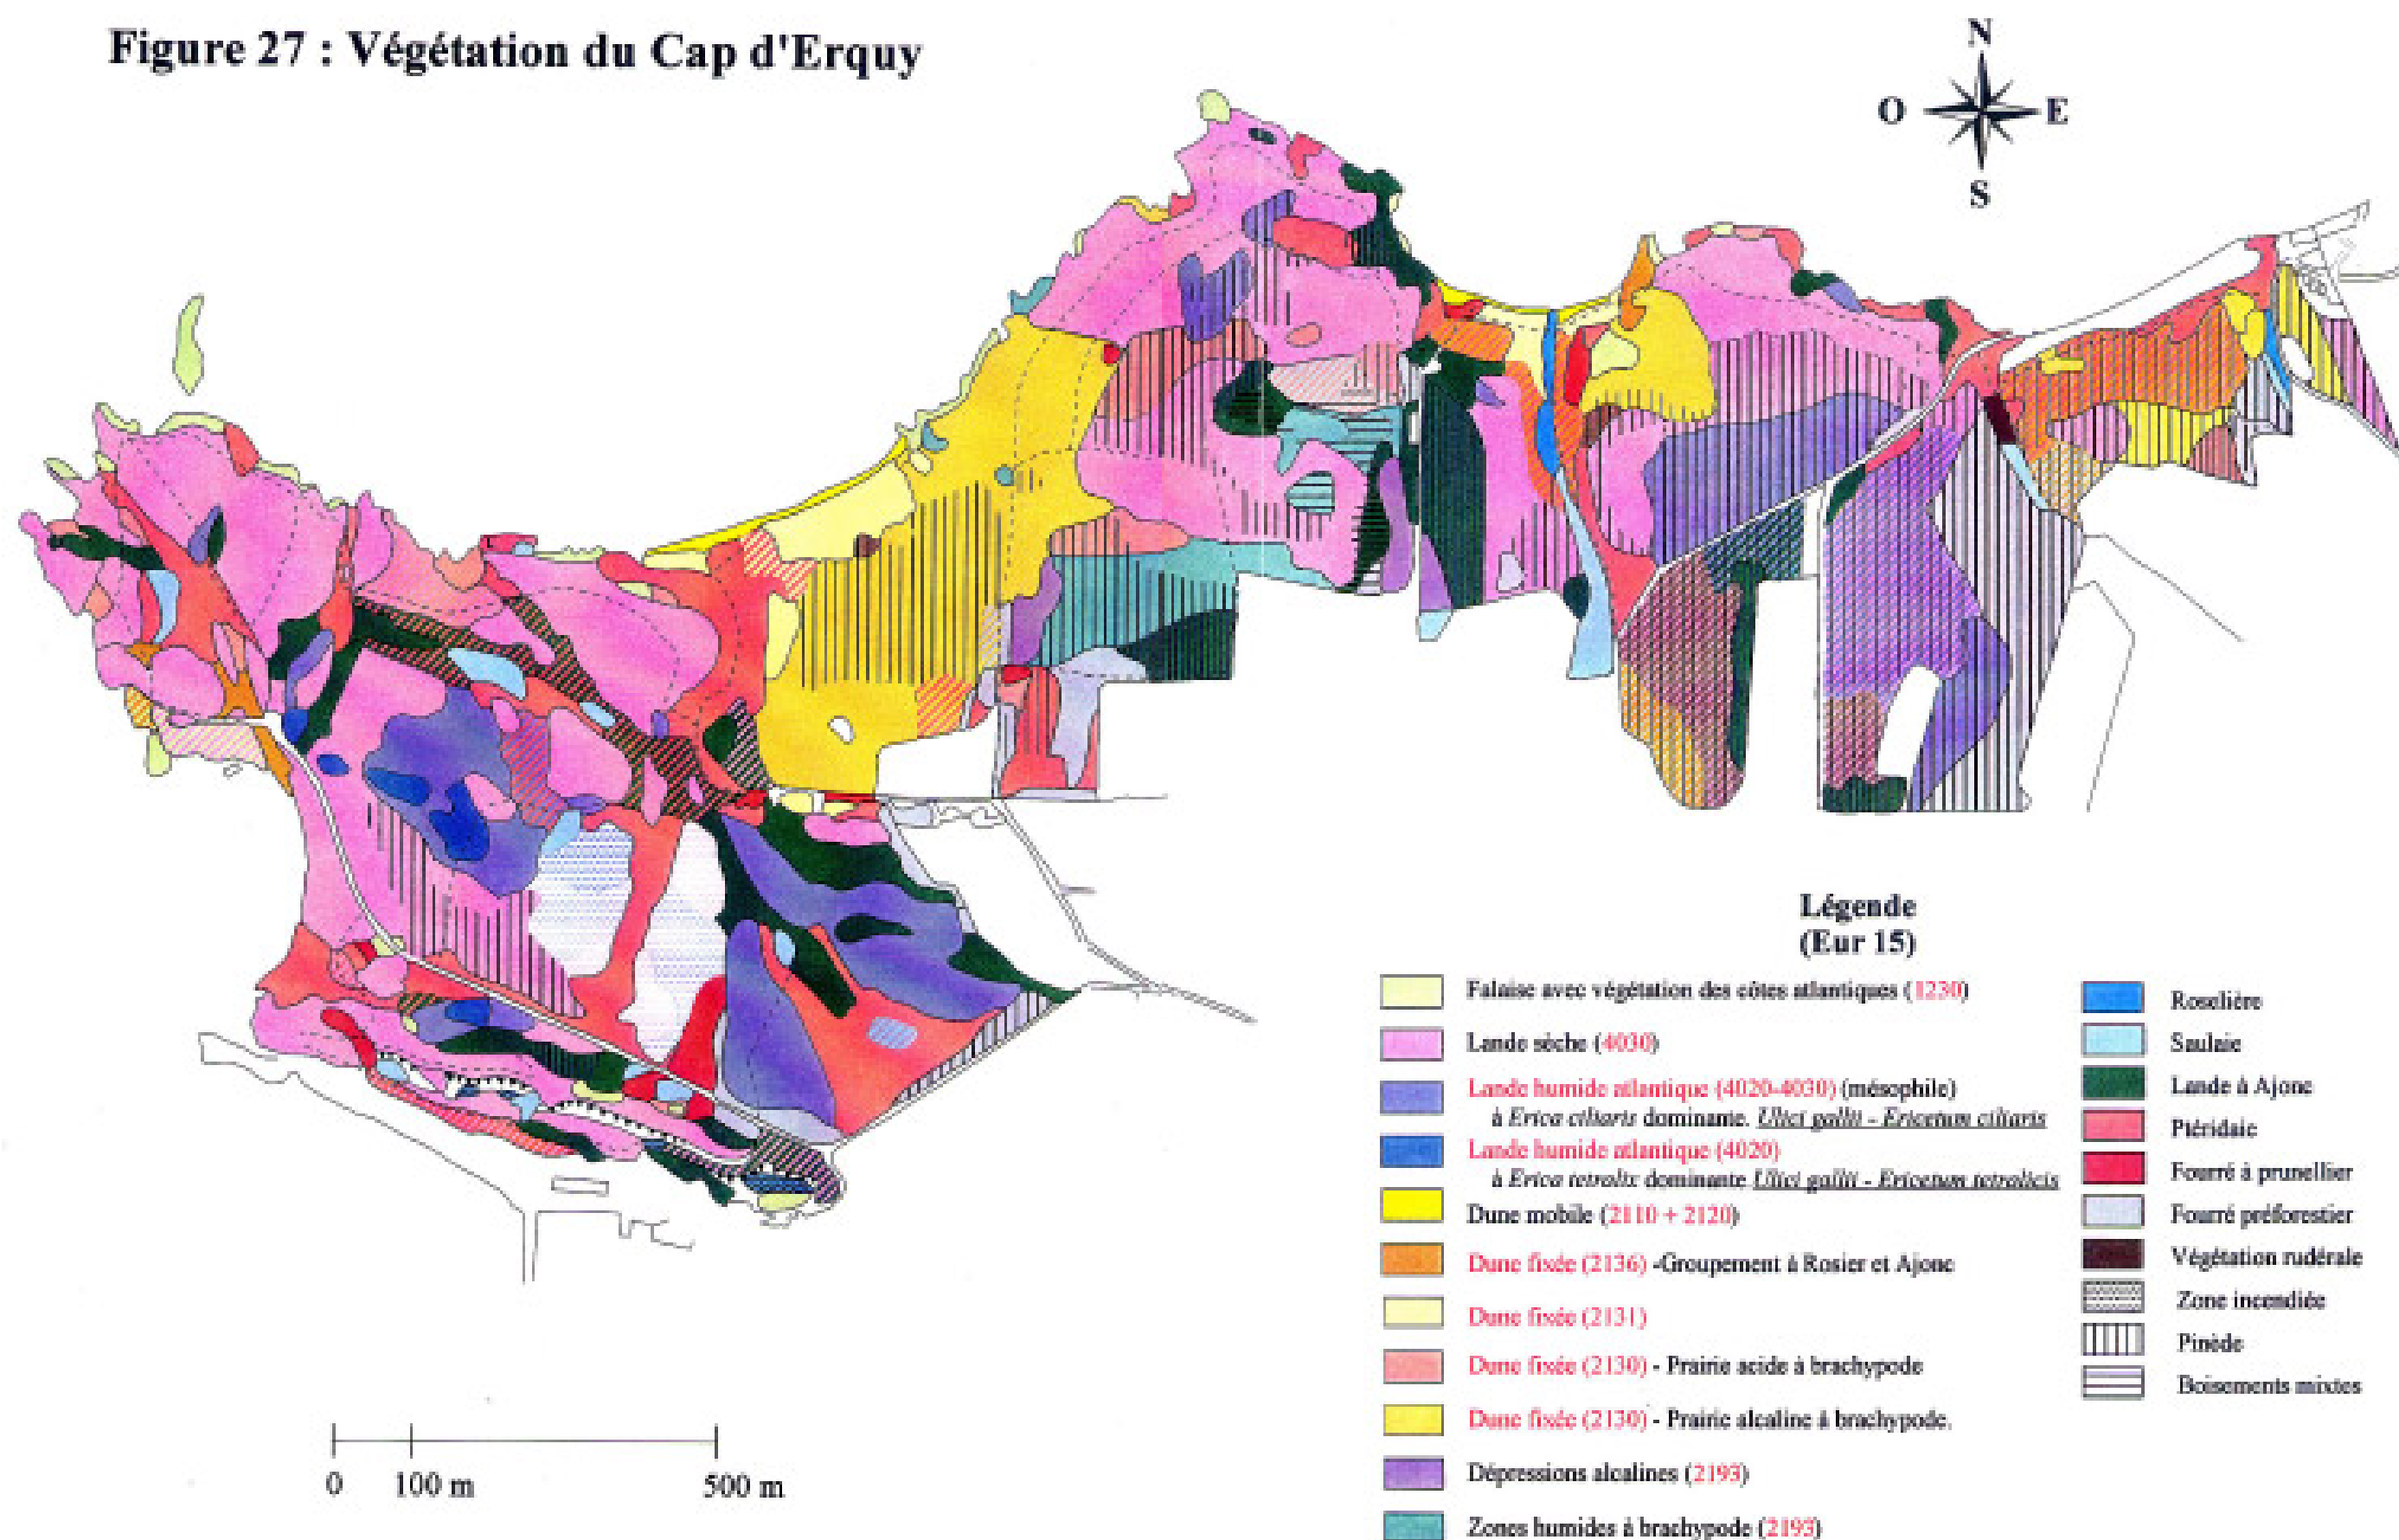 Figure 27 : Végétation du Cap d'Erquy
N
O
E
S
Légende
(Eur 15)
Falaise avec végétation des côtes atlantiques (1230)
Lande sèche (4030)
Lande humide atlantique (4020-4030) (mésophile)
à Erica ciliaris dominante. Ulici gallii - Ericetum ciliaris
Lande humide atlantique (4020)
à Erica tetralix dominante Ulici gallii - Ericetum tetralicis
Dune mobile (2110 + 2120)
Dune fixée (2136) -Groupement à Rosier et Ajonc
Dune fixée (2131)
Dune fixée (2130) - Prairie acide à brachypode
Dune fixée (2130) - Prairie alcaline à brachypode.
Dépressions alcalines (2193)
Zones humides à brachypode (2193)
Roselière
Saulaie
Lande à Ajonc
Ptéridaie
Fourré à prunellier
Fourré préforestier
Végétation rudérale
Zone incendiée
Pinède
Boisements mixtes
0
100 m
500 m